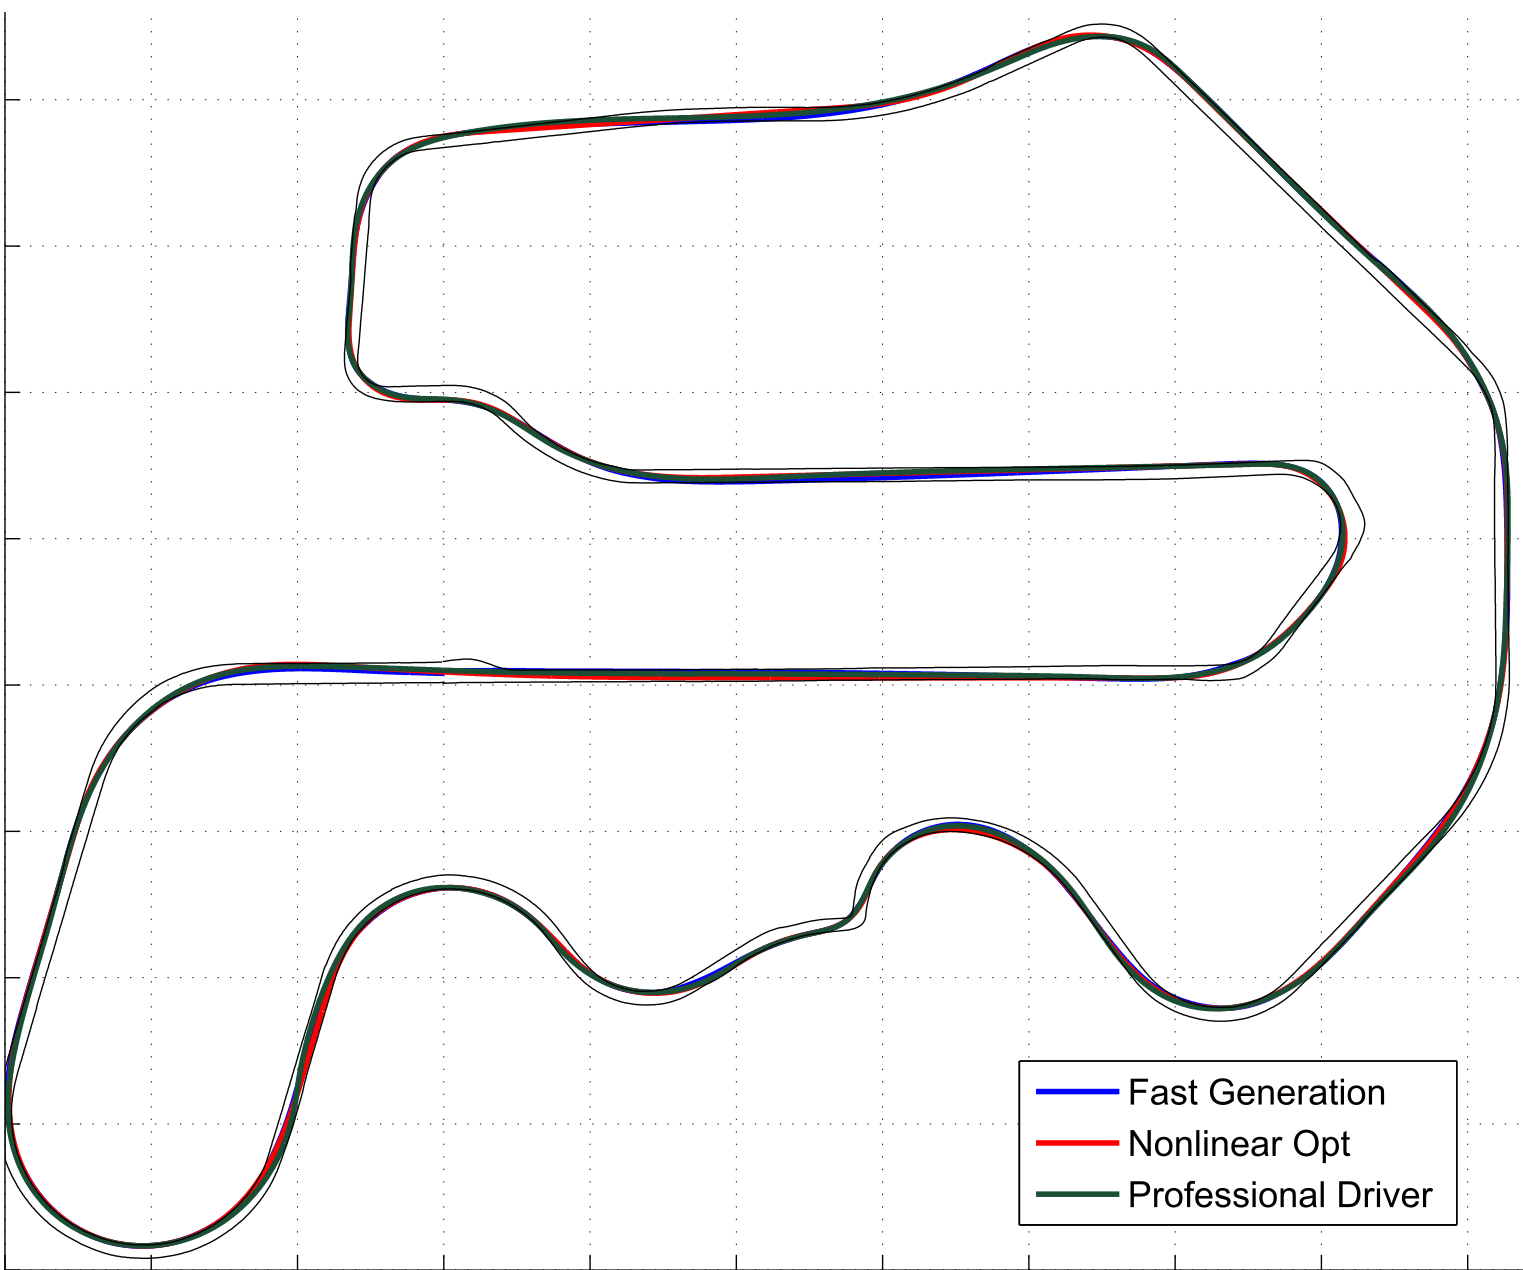 Fast Generation
Nonlinear Opt
Professional Driver